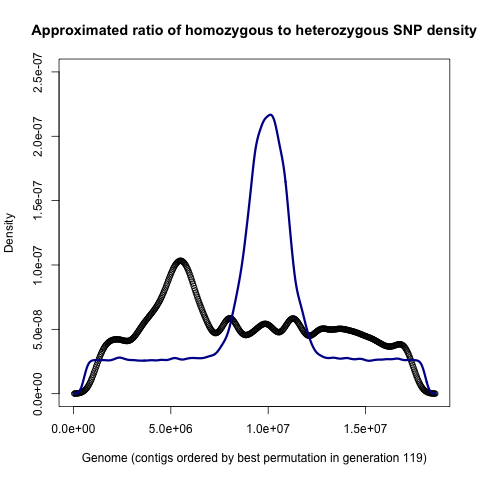 Approximated ratio of homozygous to heterozygous SNP density
2.5e-07
2.0e-07
1.5e-07
1.0e-07
5.0e-08
0.0e+00
Density
0.0e+00 5.0e+06 1.0e+07 1.5e+07
Genome (contigs ordered by best permutation in generation 119)